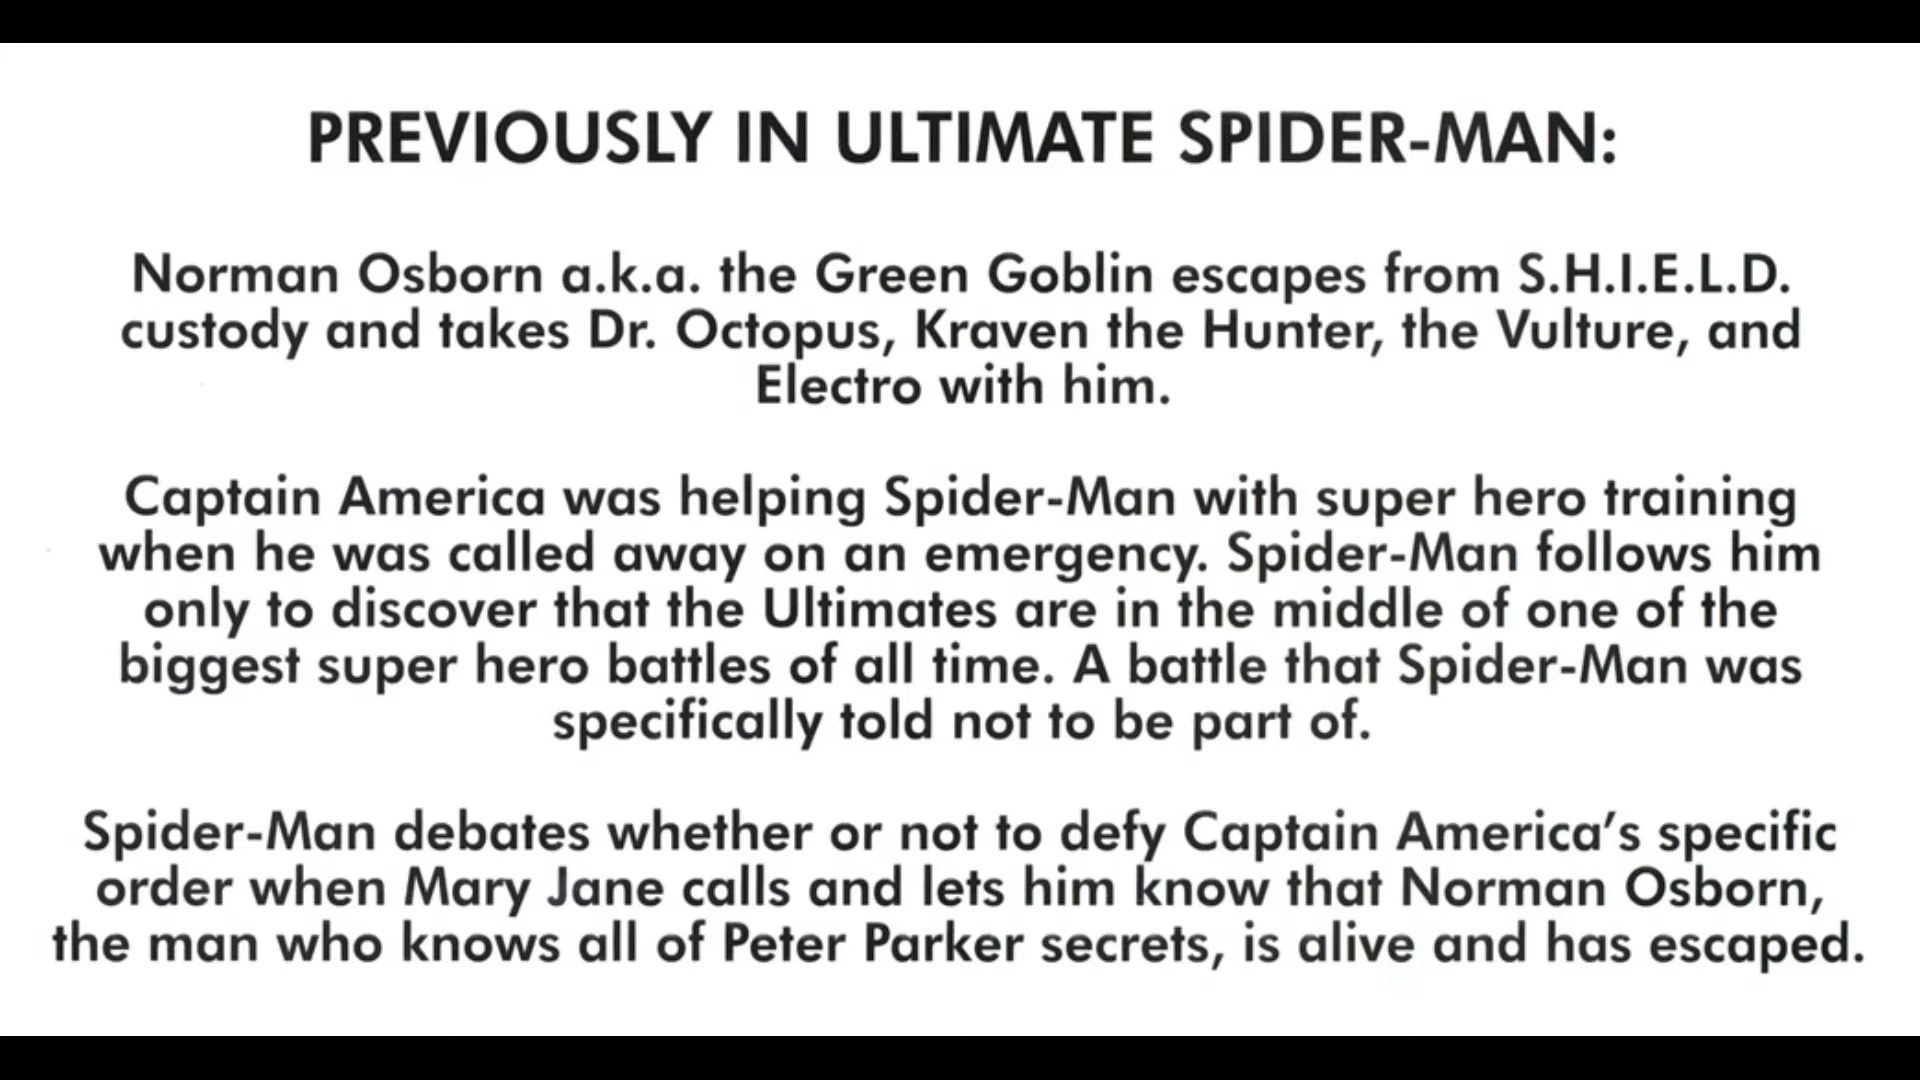 PREVIOUSLY IN ULTIMATE SPIDER-MAN:
Norman Osborn a.k.a. the Green Goblin escapes from S.H.I.E.L.D.
custody and takes Dr. Octopus, Kraven the Hunter, the Vulture, and
Electro with him.
Captain America was helping Spider-Man with super hero training
when he was called away on an emergency. Spider-Man follows him
only to discover that the Ultimates are in the middle of one of the
biggest super hero battles of all time. A battle that Spider-Man was
specifically told not to be part of.
Spider-Man debates whether or not to defy Captain America’s specific
order when Mary Jane calls and lets him know that Norman Osborn,
the man who knows all of Peter Parker secrets, is alive and has escaped.